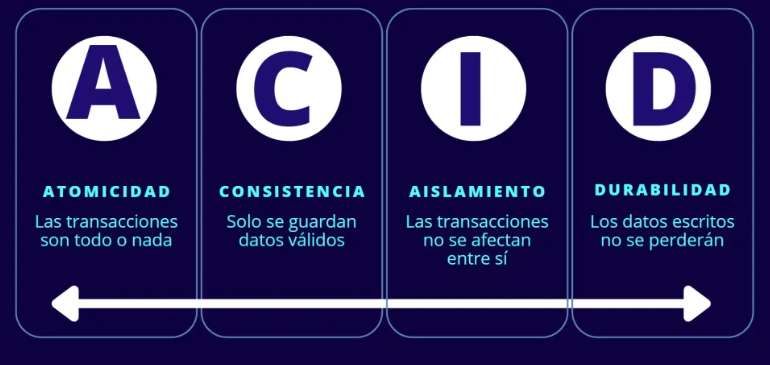 A
C
I
D
ATOMICIDAD
Las transacciones
son todo o nada
CONSISTENCIA
Solo se guardan
datos válidos
AISLAMIENTO
Las transacciones
no se afectan
entre sí
DURABILIDAD
Los datos escritos
no se perderán